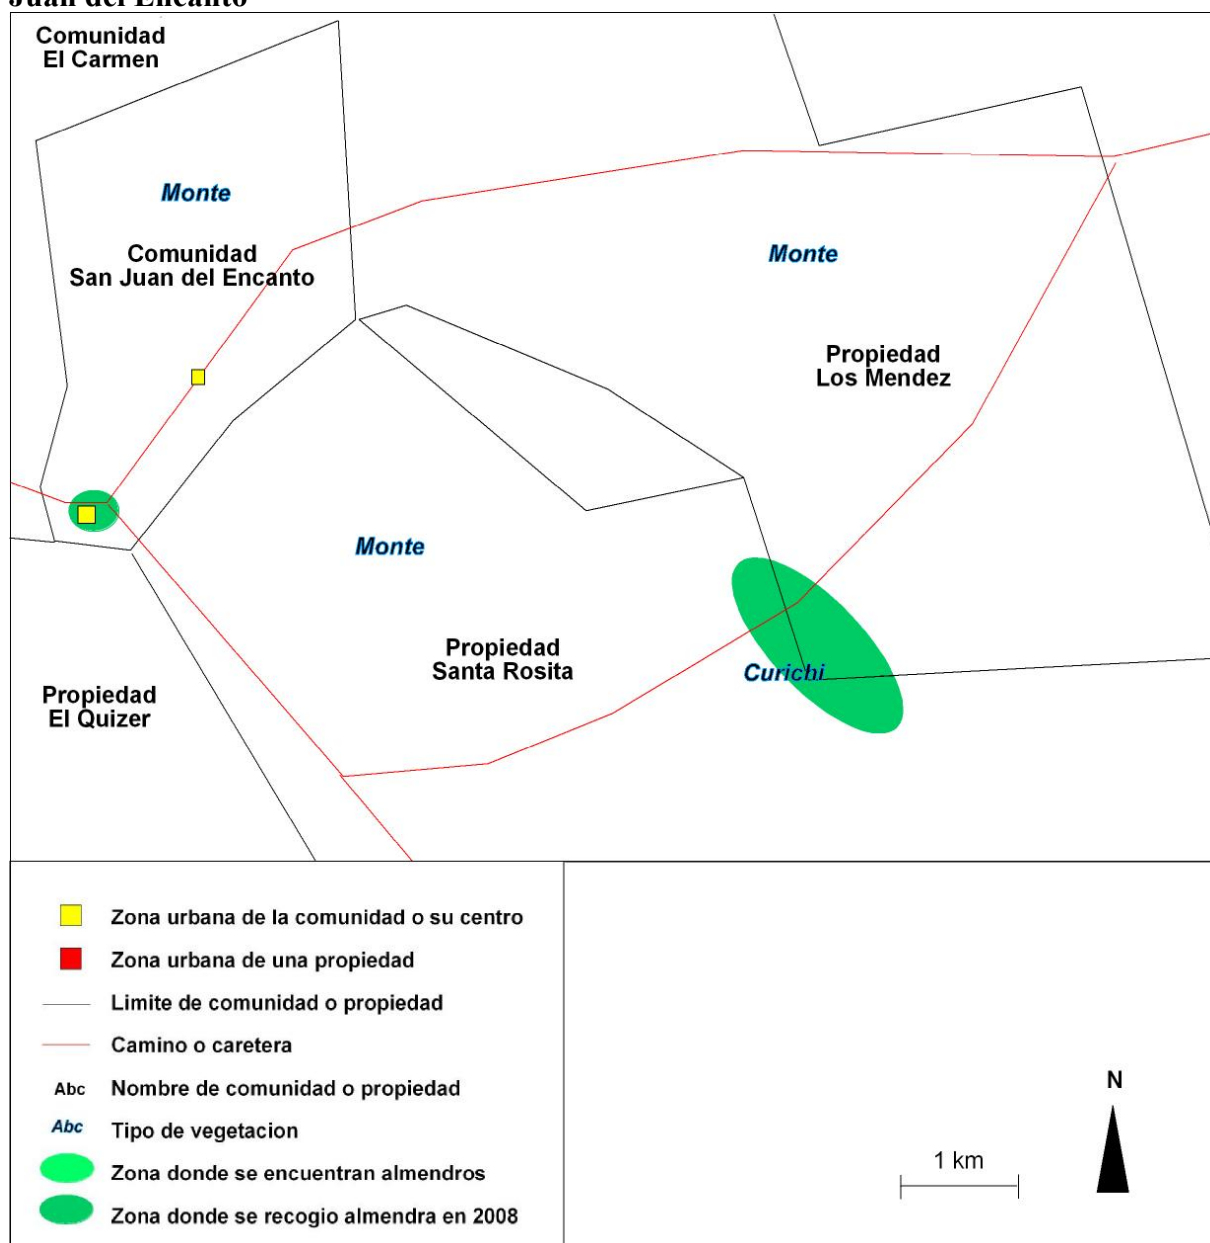 Juan del Encanto
Comunidad
El Carmen
Monte
Comunidad
San Juan del Encanto
Monte
Propiedad
Los Mendez
Monte
Propiedad
Santa Rosita
Curichi
Propiedad
El Quizer
Zona urbana de la comunidad o su centro
Zona urbana de una propiedad
Limite de comunidad o propiedad
Camino o caretera
Abc Nombre de comunidad o propiedad
Abc Tipo de vegetacion
Zona donde se encuentran almendros
Zona donde se recogio almendra en 2008
1 km
N